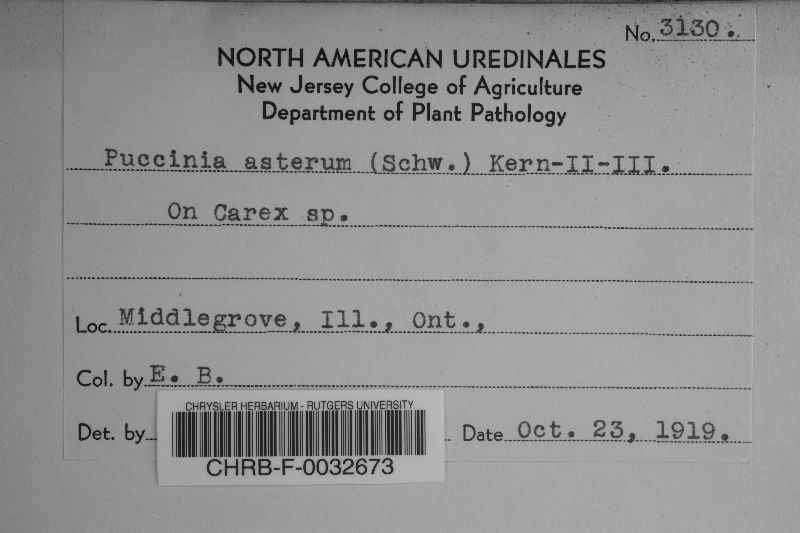 No. 3130.
NORTH AMERICAN UREDINALES
New Jersey College of Agriculture
Department of Plant Pathology
Puccinia asterum (Schw.) Kern-II-III.
On Carex sp.
Loc. Middlegrove, Ill., Ont.,
Col. by E. B.
Det. by Date Oct. 23, 1919.
CHRYSLER HERBARIUM - RUTGERS UNIVERSITY
CHRB-F-0032673